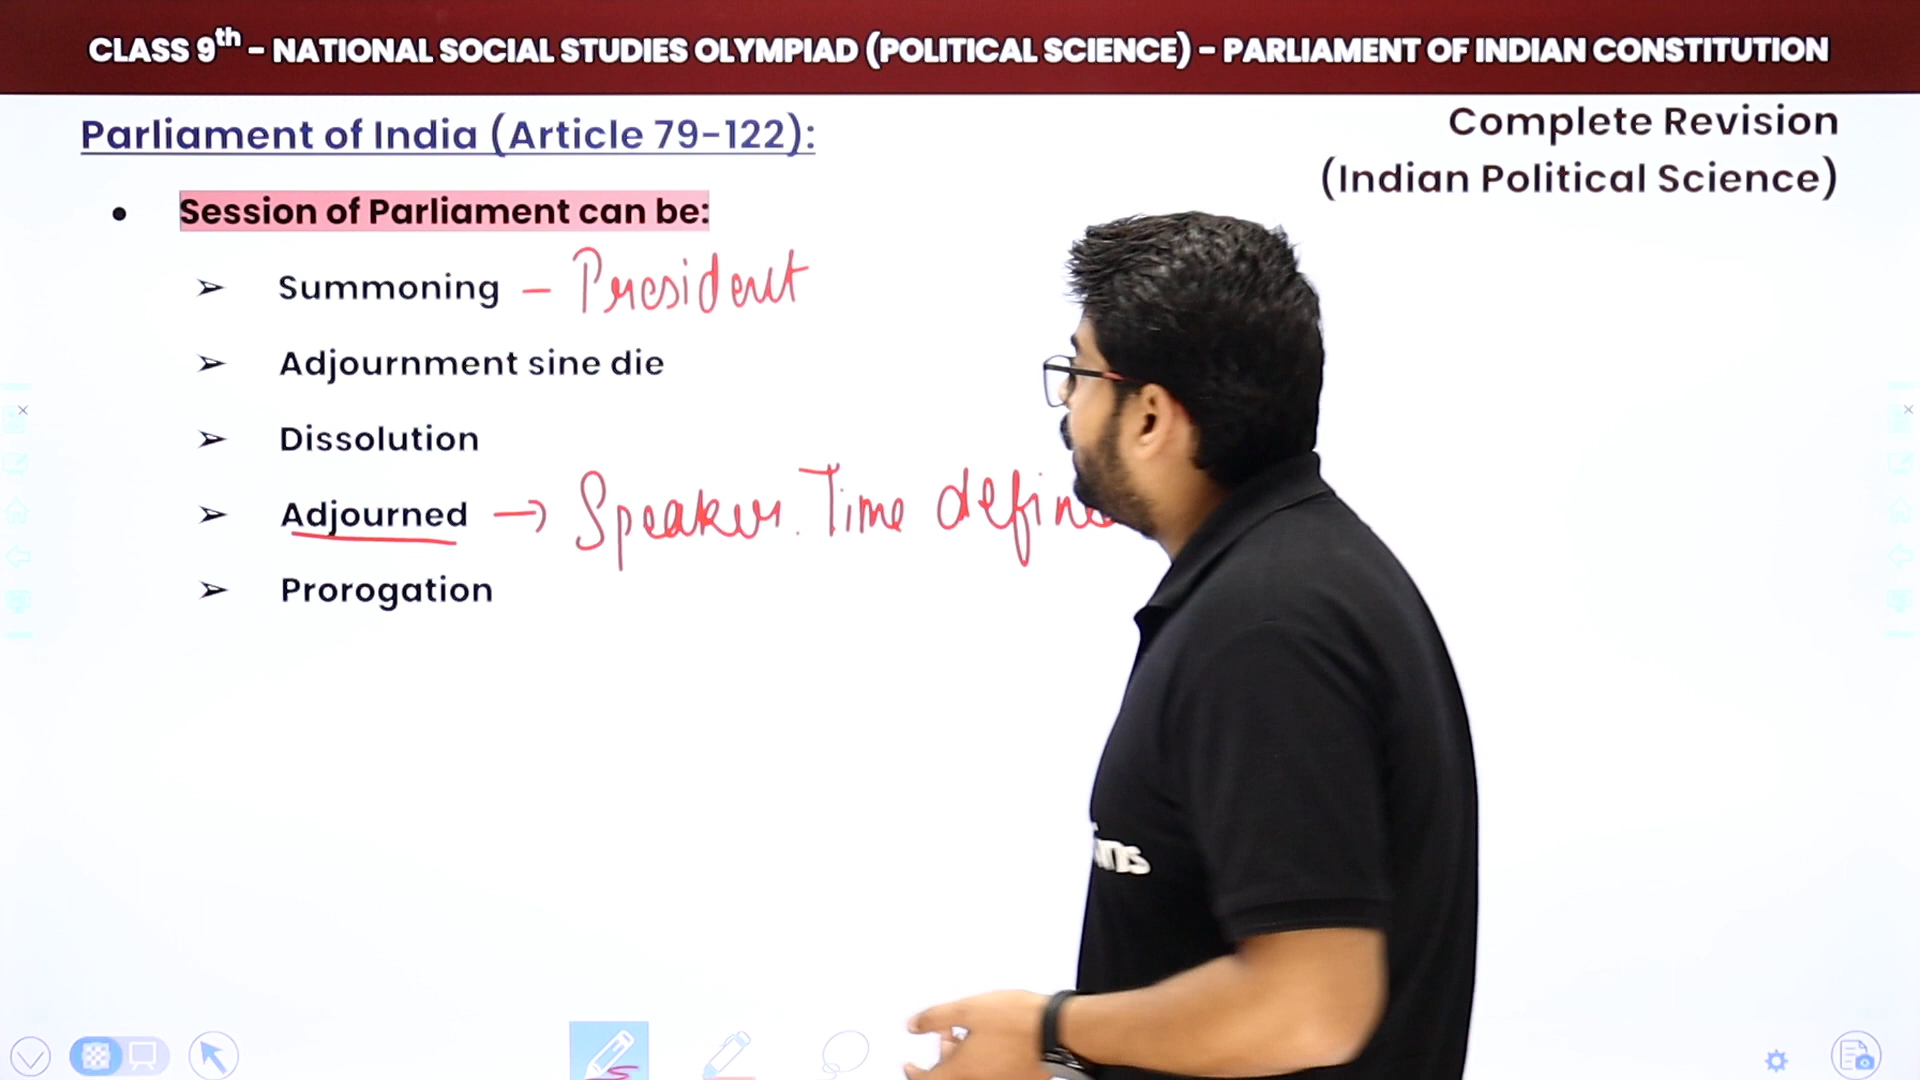 CLASS 9th - NATIONAL SOCIAL STUDIES OLYMPIAD (POLITICAL SCIENCE) - PARLIAMENT OF INDIAN CONSTITUTION
Parliament of India (Article 79-122):
Complete Revision
(Indian Political Science)
• Session of Parliament can be:
➢ Summoning - President
➢ Adjournment sine die
➢ Dissolution
➢ Adjourned → Speaker. Time define
➢ Prorogation